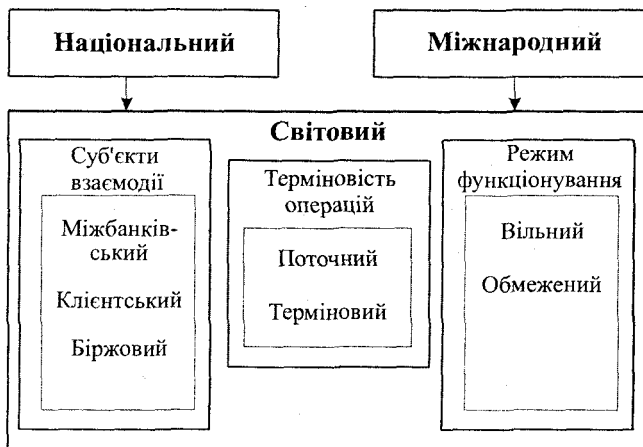 Національний
Міжнародний
Світовий
Суб'єкти
взаємодії
Міжбанків-
ський
Клієнтський
Біржовий
Терміновість
операцій
Поточний
Терміновий
Режим
функціонування
Вільний
Обмежений